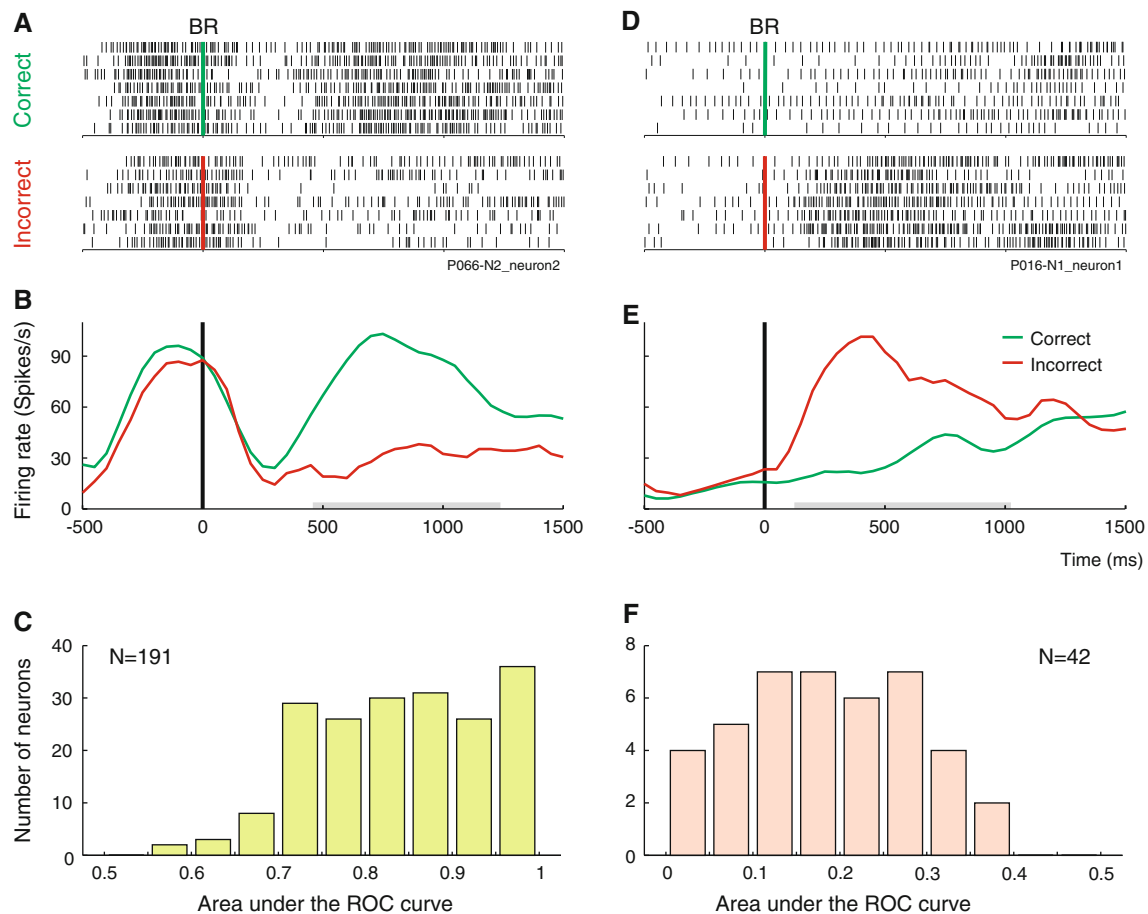 A
BR
Correct
Incorrect
P066-N2_neuron2
D
BR
P016-N1_neuron1
B
Firing rate (Spikes/s)
90
60
30
0
-500
0
500
1000
1500
E
Correct
Incorrect
-500
0
500
1000
1500
Time (ms)
C
N=191
Number of neurons
40
30
20
10
0
0.5
0.6
0.7
0.8
0.9
1
Area under the ROC curve
F
N=42
8
6
4
2
0
0
0.1
0.2
0.3
0.4
0.5
Area under the ROC curve